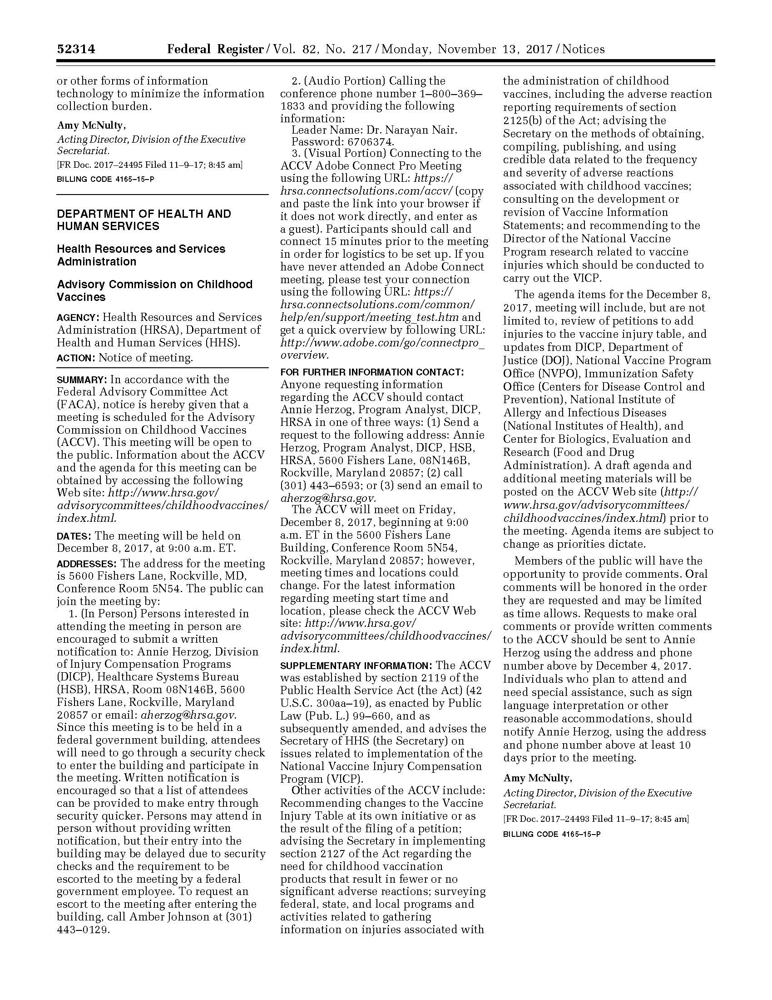 52314 Federal Register / Vol. 82, No. 217 / Monday, November 13, 2017 / Notices
or other forms of information
technology to minimize the information
collection burden.
Amy McNulty,
Acting Director, Division of the Executive
Secretariat.
[FR Doc. 2017–24495 Filed 11–9–17; 8:45 am]
BILLING CODE 4165–15–P
DEPARTMENT OF HEALTH AND
HUMAN SERVICES
Health Resources and Services
Administration
Advisory Commission on Childhood
Vaccines
AGENCY: Health Resources and Services
Administration (HRSA), Department of
Health and Human Services (HHS).
ACTION: Notice of meeting.
SUMMARY: In accordance with the
Federal Advisory Committee Act
(FACA), notice is hereby given that a
meeting is scheduled for the Advisory
Commission on Childhood Vaccines
(ACCV). This meeting will be open to
the public. Information about the ACCV
and the agenda for this meeting can be
obtained by accessing the following
Web site: http://www.hrsa.gov/
advisorycommittees/childhoodvaccines/
index.html.
DATES: The meeting will be held on
December 8, 2017, at 9:00 a.m. ET.
ADDRESSES: The address for the meeting
is 5600 Fishers Lane, Rockville, MD,
Conference Room 5N54. The public can
join the meeting by:
1. (In Person) Persons interested in
attending the meeting in person are
encouraged to submit a written
notification to: Annie Herzog, Division
of Injury Compensation Programs
(DICP), Healthcare Systems Bureau
(HSB), HRSA, Room 08N146B, 5600
Fishers Lane, Rockville, Maryland
20857 or email: aherzog@hrsa.gov.
Since this meeting is to be held in a
federal government building, attendees
will need to go through a security check
to enter the building and participate in
the meeting. Written notification is
encouraged so that a list of attendees
can be provided to make entry through
security quicker. Persons may attend in
person without providing written
notification, but their entry into the
building may be delayed due to security
checks and the requirement to be
escorted to the meeting by a federal
government employee. To request an
escort to the meeting after entering the
building, call Amber Johnson at (301)
443–0129.
2. (Audio Portion) Calling the
conference phone number 1–800–369–
1833 and providing the following
information:
Leader Name: Dr. Narayan Nair.
Password: 6706374.
3. (Visual Portion) Connecting to the
ACCV Adobe Connect Pro Meeting
using the following URL: https://
hrsa.connectsolutions.com/accv/ (copy
and paste the link into your browser if
it does not work directly, and enter as
a guest). Participants should call and
connect 15 minutes prior to the meeting
in order for logistics to be set up. If you
have never attended an Adobe Connect
meeting, please test your connection
using the following URL: https://
hrsa.connectsolutions.com/common/
help/en/support/meeting_test.htm and
get a quick overview by following URL:
http://www.adobe.com/go/connectpro_
overview.
FOR FURTHER INFORMATION CONTACT:
Anyone requesting information
regarding the ACCV should contact
Annie Herzog, Program Analyst, DICP,
HRSA in one of three ways: (1) Send a
request to the following address: Annie
Herzog, Program Analyst, DICP, HSB,
HRSA, 5600 Fishers Lane, 08N146B,
Rockville, Maryland 20857; (2) call
(301) 443–6593; or (3) send an email to
aherzog@hrsa.gov.
The ACCV will meet on Friday,
December 8, 2017, beginning at 9:00
a.m. ET in the 5600 Fishers Lane
Building, Conference Room 5N54,
Rockville, Maryland 20857; however,
meeting times and locations could
change. For the latest information
regarding meeting start time and
location, please check the ACCV Web
site: http://www.hrsa.gov/
advisorycommittees/childhoodvaccines/
index.html.
SUPPLEMENTARY INFORMATION: The ACCV
was established by section 2119 of the
Public Health Service Act (the Act) (42
U.S.C. 300aa–19), as enacted by Public
Law (Pub. L.) 99–660, and as
subsequently amended, and advises the
Secretary of HHS (the Secretary) on
issues related to implementation of the
National Vaccine Injury Compensation
Program (VICP).
Other activities of the ACCV include:
Recommending changes to the Vaccine
Injury Table at its own initiative or as
the result of the filing of a petition;
advising the Secretary in implementing
section 2127 of the Act regarding the
need for childhood vaccination
products that result in fewer or no
significant adverse reactions; surveying
federal, state, and local programs and
activities related to gathering
information on injuries associated with
the administration of childhood
vaccines, including the adverse reaction
reporting requirements of section
2125(b) of the Act; advising the
Secretary on the methods of obtaining,
compiling, publishing, and using
credible data related to the frequency
and severity of adverse reactions
associated with childhood vaccines;
consulting on the development or
revision of Vaccine Information
Statements; and recommending to the
Director of the National Vaccine
Program research related to vaccine
injuries which should be conducted to
carry out the VICP.
The agenda items for the December 8,
2017, meeting will include, but are not
limited to, review of petitions to add
injuries to the vaccine injury table, and
updates from DICP, Department of
Justice (DOJ), National Vaccine Program
Office (NVPO), Immunization Safety
Office (Centers for Disease Control and
Prevention), National Institute of
Allergy and Infectious Diseases
(National Institutes of Health), and
Center for Biologics, Evaluation and
Research (Food and Drug
Administration). A draft agenda and
additional meeting materials will be
posted on the ACCV Web site (http://
www.hrsa.gov/advisorycommittees/
childhoodvaccines/index.html) prior to
the meeting. Agenda items are subject to
change as priorities dictate.
Members of the public will have the
opportunity to provide comments. Oral
comments will be honored in the order
they are requested and may be limited
as time allows. Requests to make oral
comments or provide written comments
to the ACCV should be sent to Annie
Herzog using the address and phone
number above by December 4, 2017.
Individuals who plan to attend and
need special assistance, such as sign
language interpretation or other
reasonable accommodations, should
notify Annie Herzog, using the address
and phone number above at least 10
days prior to the meeting.
Amy McNulty,
Acting Director, Division of the Executive
Secretariat.
[FR Doc. 2017–24493 Filed 11–9–17; 8:45 am]
BILLING CODE 4165–15–P